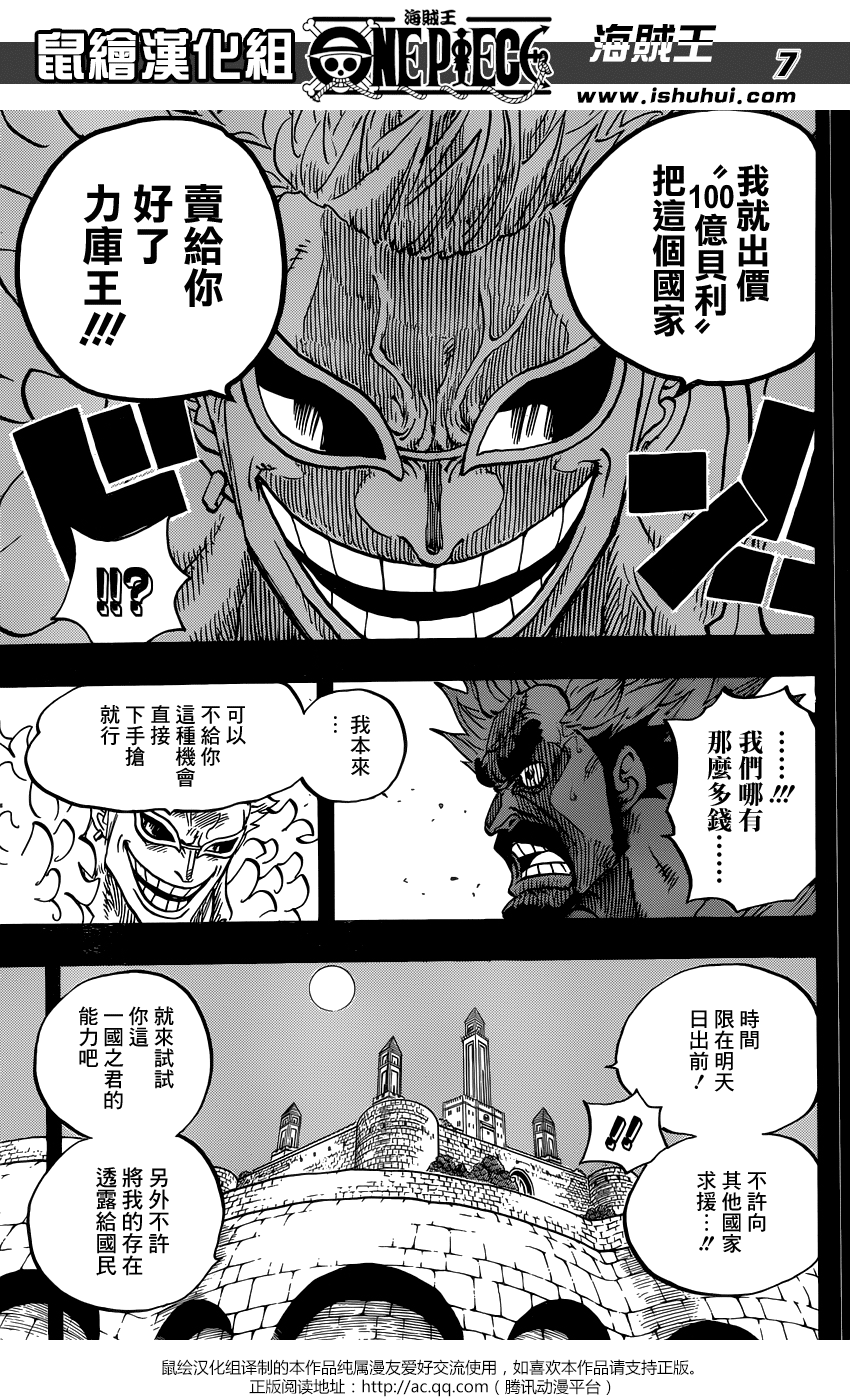 鼠繪漢化組
海賊王
ONE PIECE
海賊王
7
www.ishuhui.com
我就出價
〝100億貝利〞
把這個國家
賣給你
好了
力庫王!!!
!!?
……!!!
我們哪有
那麼多錢……
我本來
…
可以
不給你
這種機會
直接
下手搶
就行
時間
限在明天
日出前!
!!
不許向
其他國家
求援…!!
就來試試
你這
一國之君的
能力吧
另外不許
將我的存在
透露給國民
鼠绘汉化组译制的本作品纯属漫友爱好交流使用，如喜欢本作品请支持正版。
正版阅读地址：http://ac.qq.com（腾讯动漫平台）